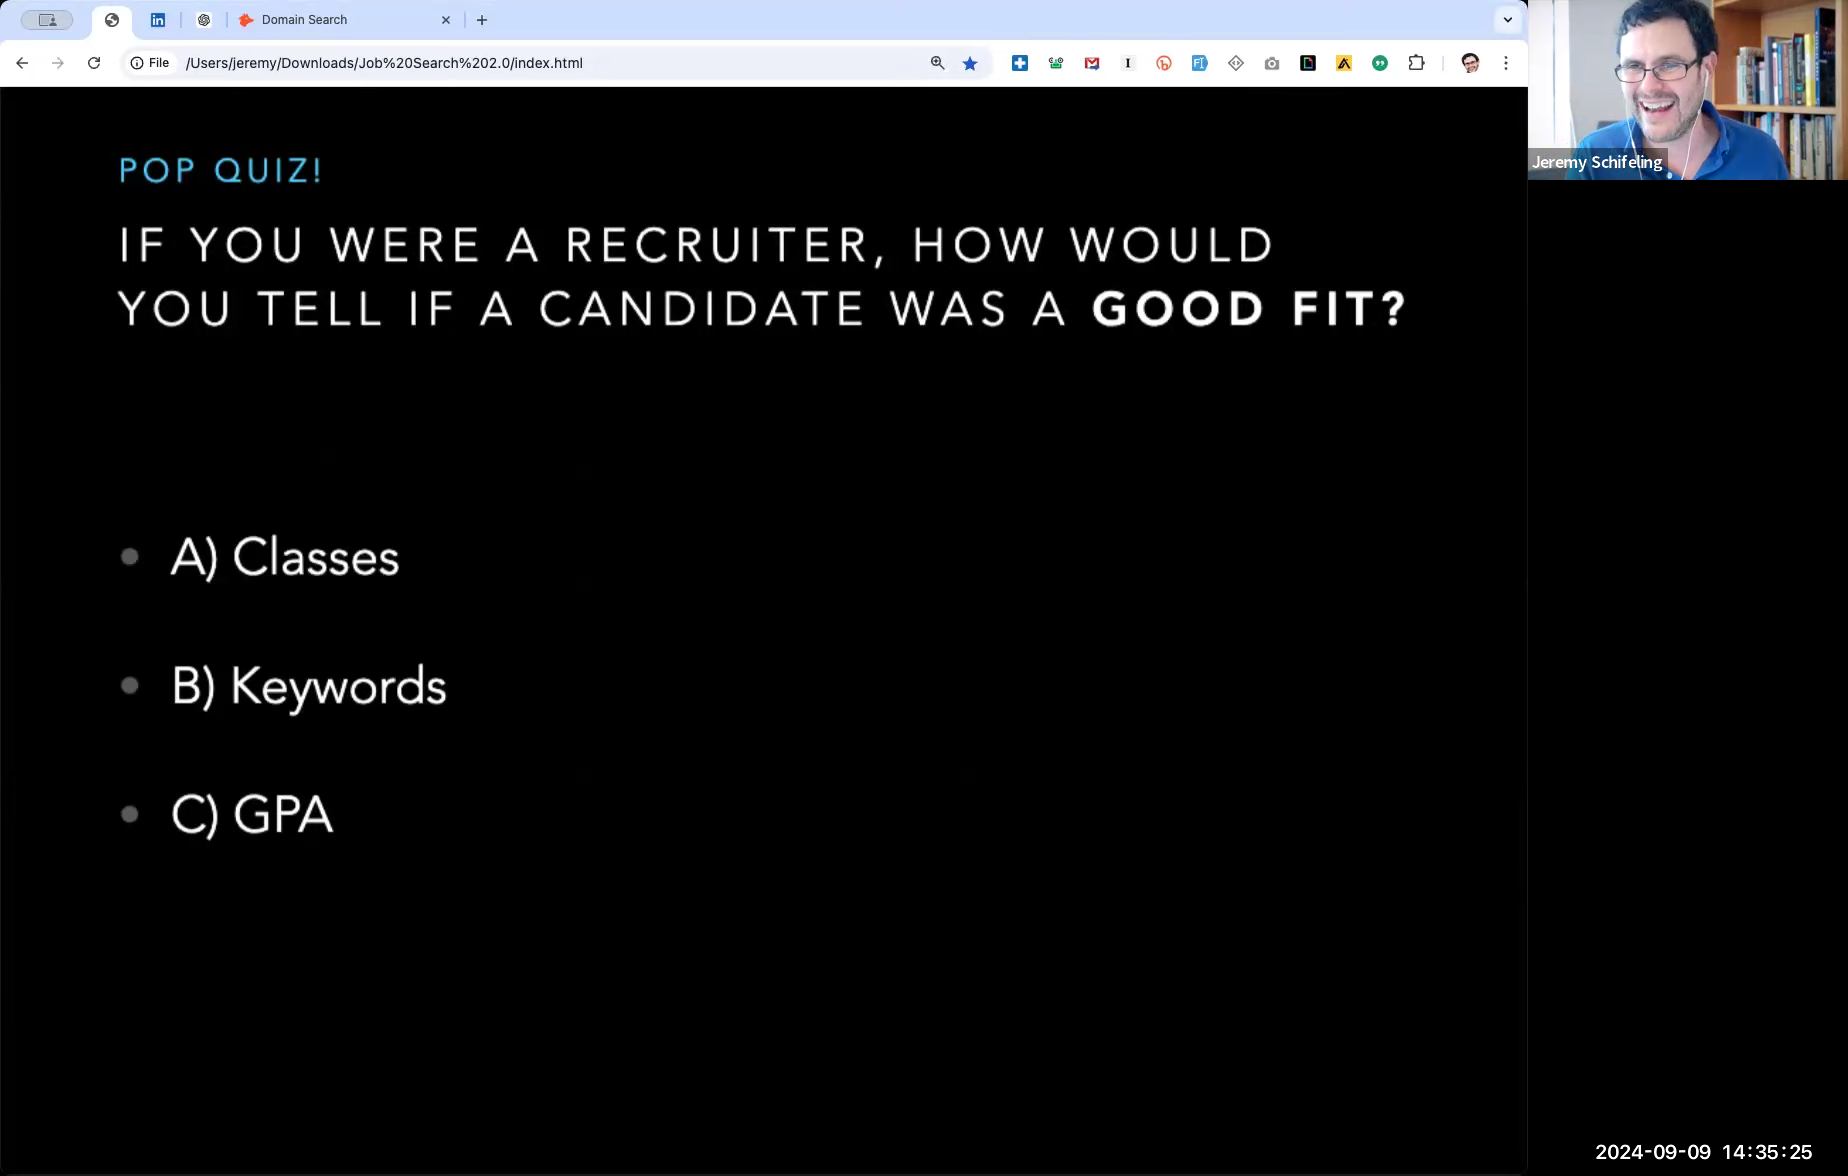 Domain Search
File
/Users/jeremy/Downloads/Job%20Search%202.0/index.html
POP QUIZ!
IF YOU WERE A RECRUITER, HOW WOULD
YOU TELL IF A CANDIDATE WAS A GOOD FIT?
A) Classes
B) Keywords
C) GPA
Jeremy Schifeling
2024-09-09 14:35:25